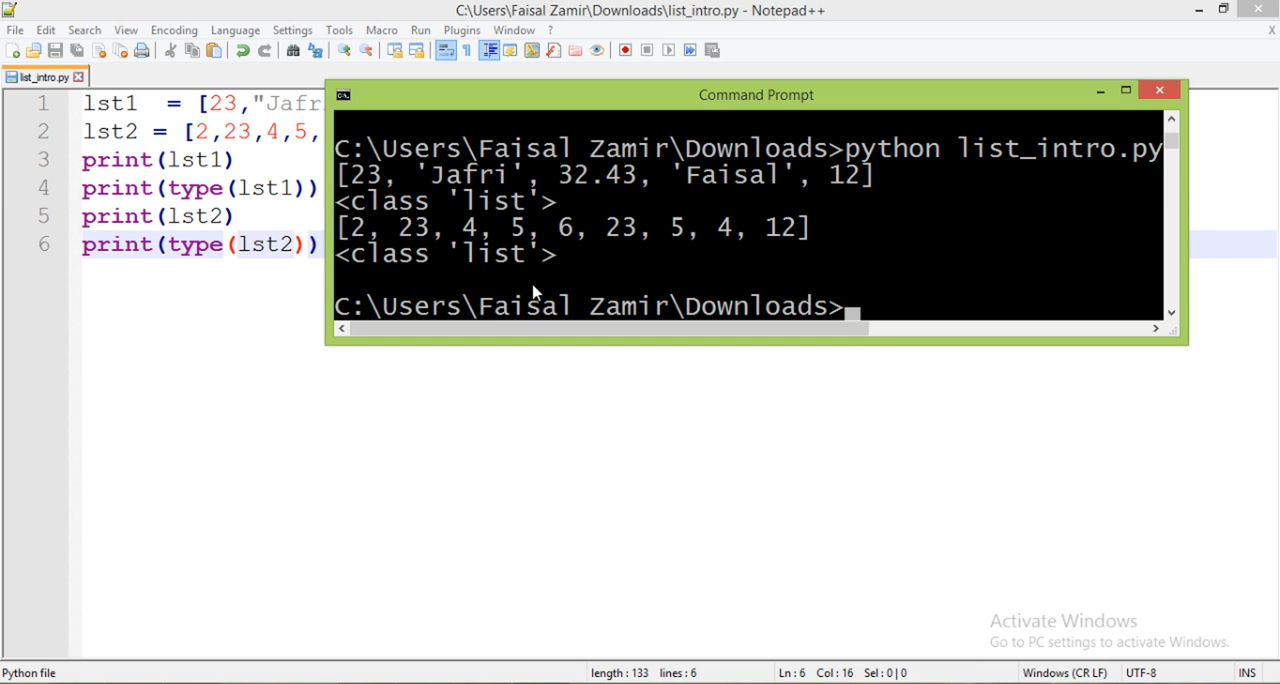 C:\Users\Faisal Zamir\Downloads\list_intro.py - Notepad++
File Edit Search View Encoding Language Settings Tools Macro Run Plugins Window ? X
list_intro.py
1 lst1 = [23,"Jafr
2 lst2 = [2,23,4,5,
3 print(lst1)
4 print(type(lst1))
5 print(lst2)
6 print(type(lst2))
Command Prompt
C:\Users\Faisal Zamir\Downloads>python list_intro.py
[23, 'Jafri', 32.43, 'Faisal', 12]
<class 'list'>
[2, 23, 4, 5, 6, 23, 5, 4, 12]
<class 'list'>
C:\Users\Faisal Zamir\Downloads>
Activate Windows
Go to PC settings to activate Windows.
Python file length : 133 lines : 6 Ln : 6 Col : 16 Sel : 0 | 0 Windows (CR LF) UTF-8 INS